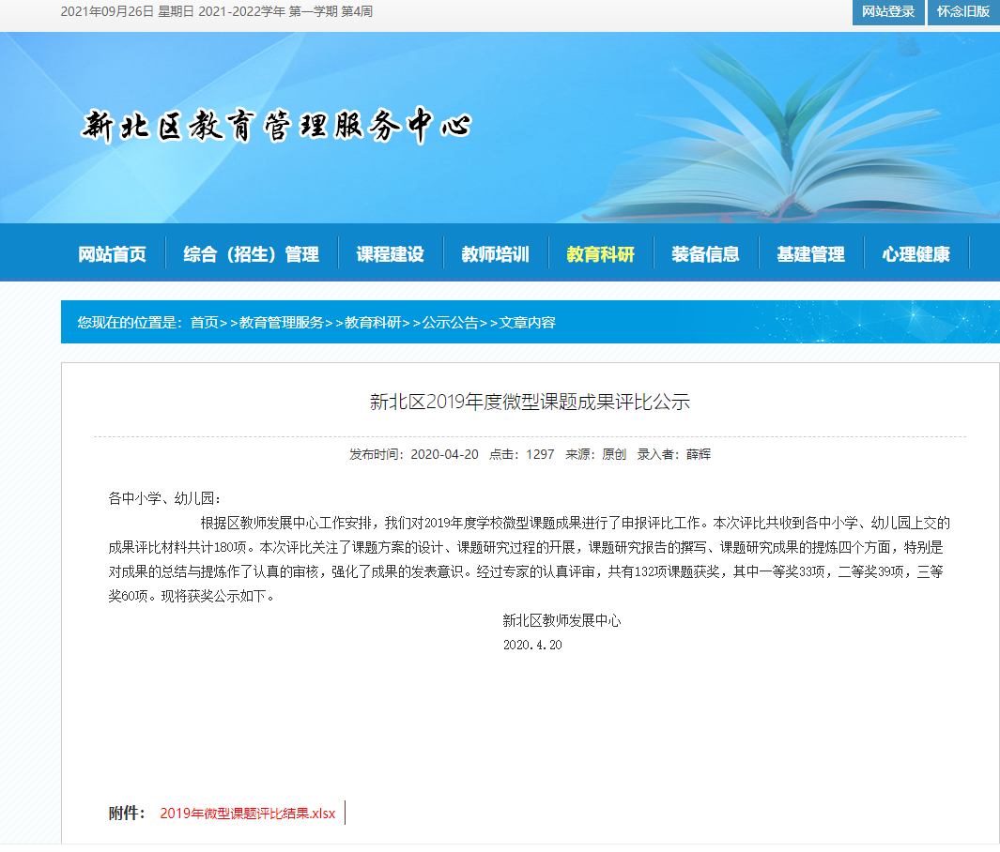 2021年09月26日 星期日 2021-2022学年 第一学期 第4周
网站登录 怀念旧版
新北区教育管理服务中心
网站首页 综合（招生）管理 课程建设 教师培训 教育科研 装备信息 基建管理 心理健康
您现在的位置是：首页>>教育管理服务>>教育科研>>公示公告>>文章内容
新北区2019年度微型课题成果评比公示
发布时间：2020-04-20 点击：1297 来源：原创 录入者：薛辉
各中小学、幼儿园：
根据区教师发展中心工作安排，我们对2019年度学校微型课题成果进行了申报评比工作。本次评比共收到各中小学、幼儿园上交的
成果评比材料共计180项。本次评比关注了课题方案的设计、课题研究过程的开展，课题研究报告的撰写、课题研究成果的提炼四个方面，特别是
对成果的总结与提炼作了认真的审核，强化了成果的发表意识。经过专家的认真评审，共有132项课题获奖，其中一等奖33项，二等奖39项，三等
奖60项。现将获奖公示如下。
新北区教师发展中心
2020.4.20
附件： 2019年微型课题评比结果.xlsx